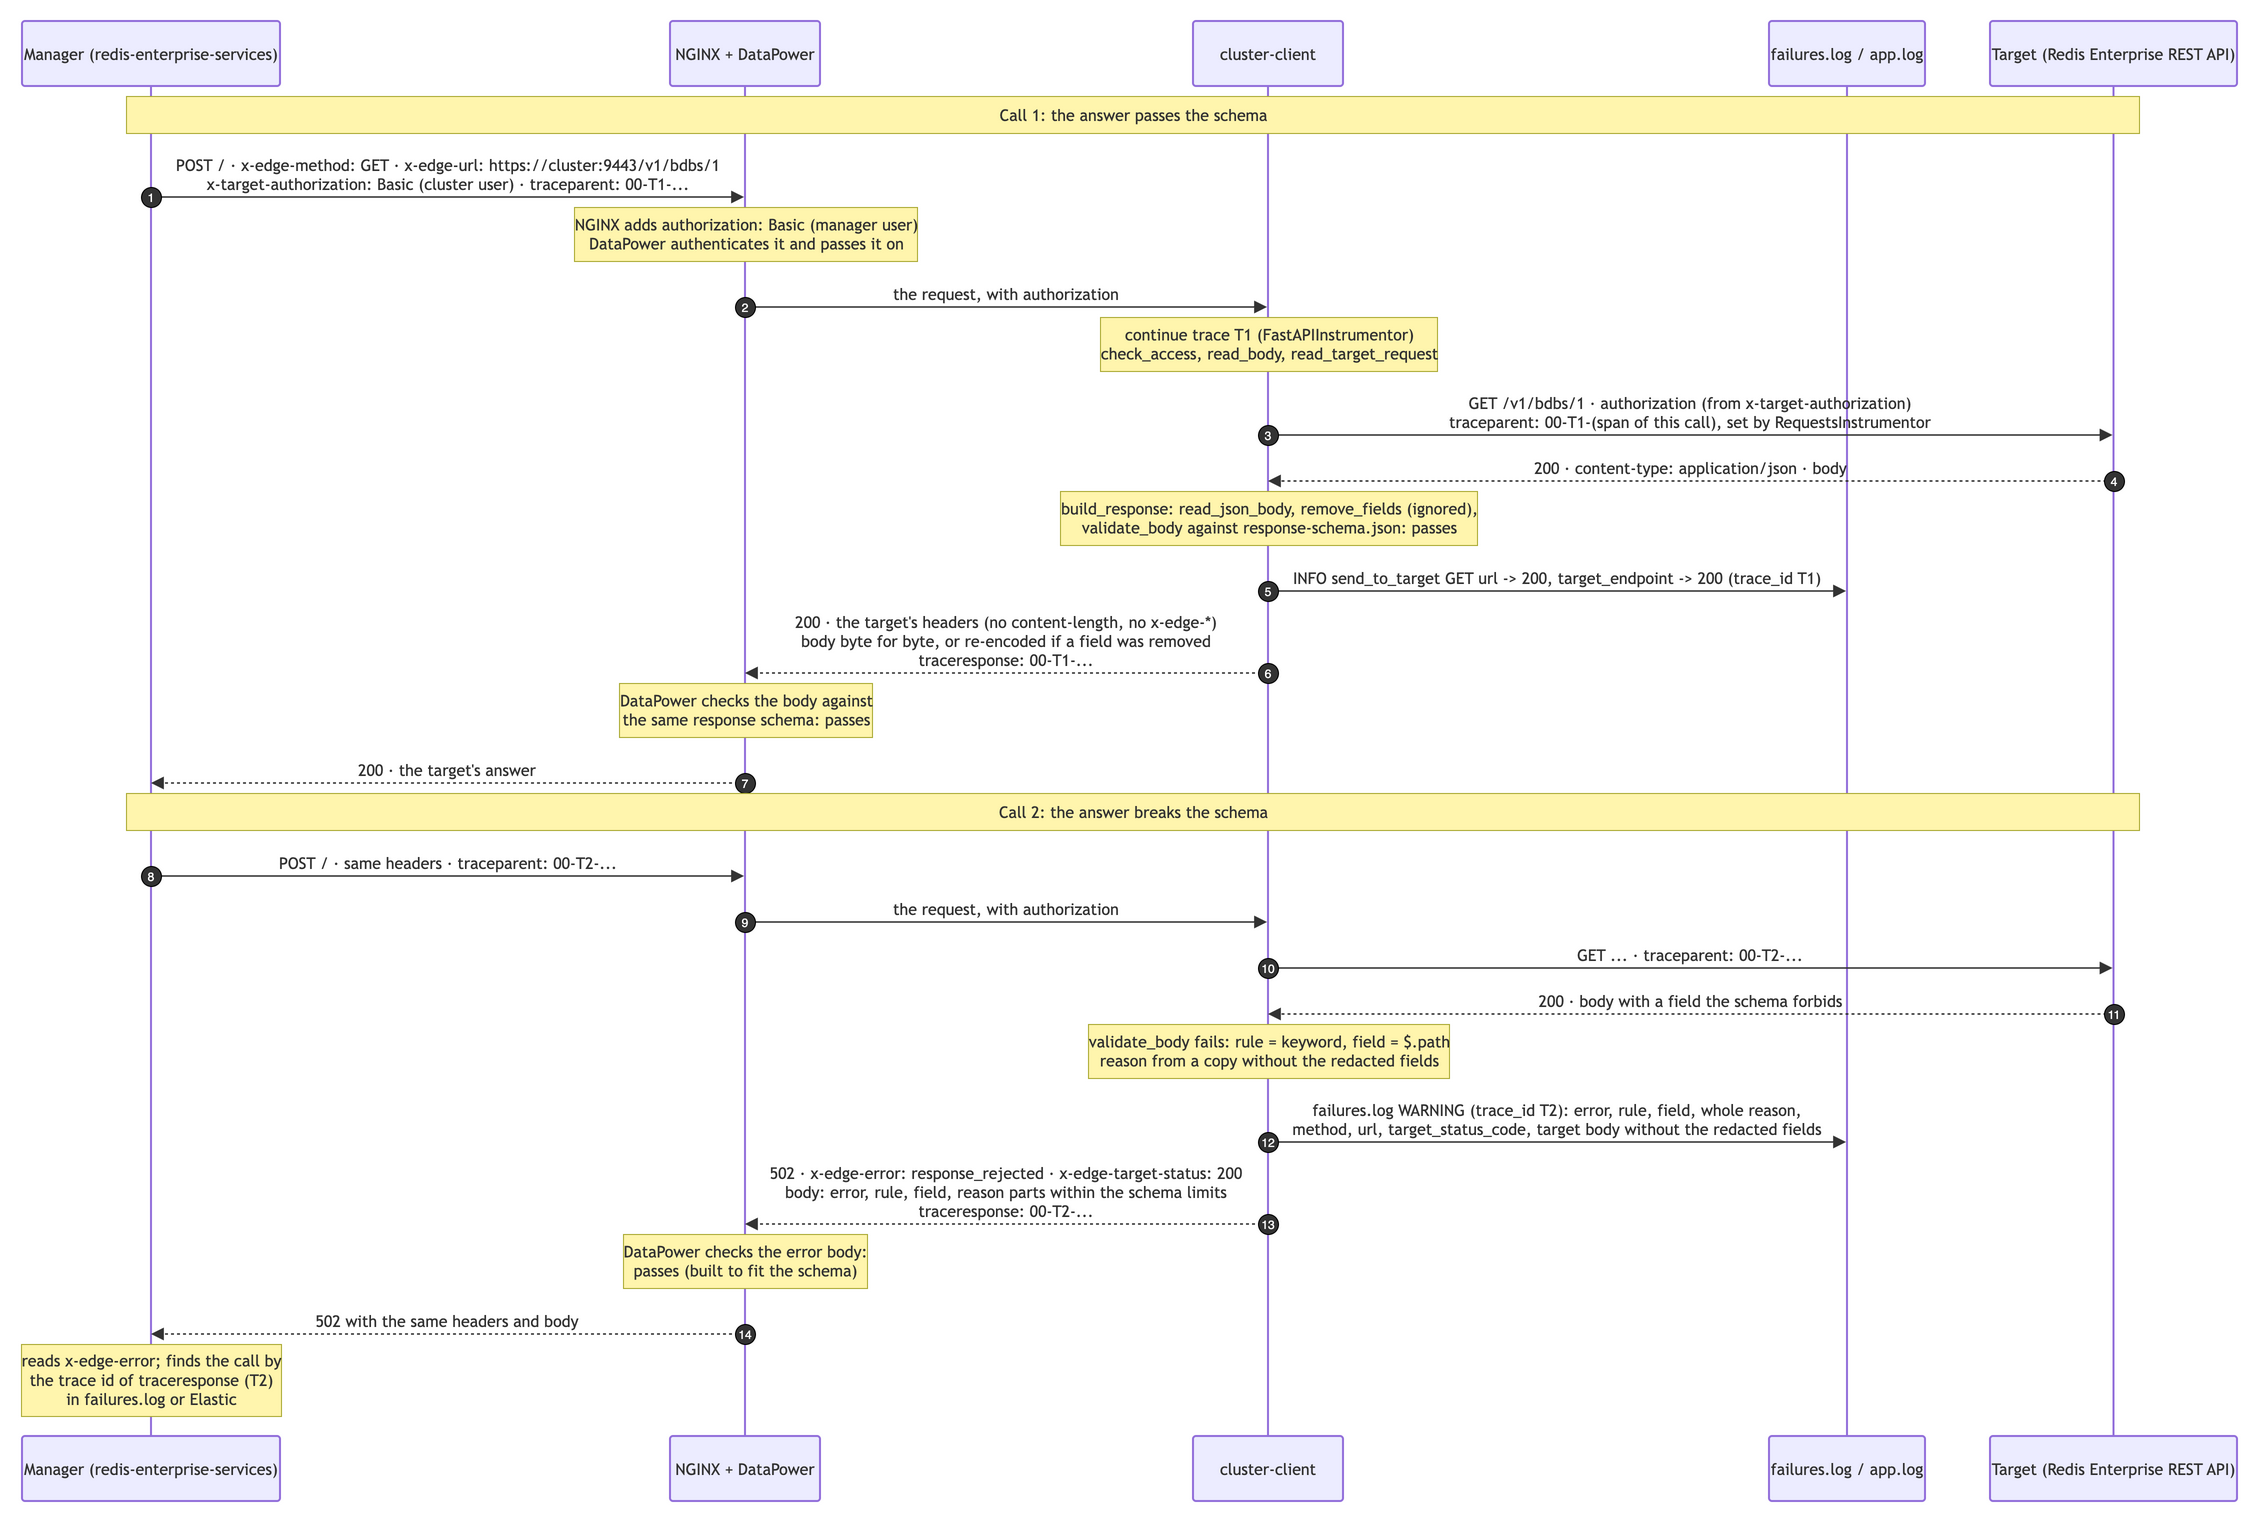 Manager (redis-enterprise-services)
NGINX + DataPower
cluster-client
failures.log / app.log
Target (Redis Enterprise REST API)
Call 1: the answer passes the schema
POST / · x-edge-method: GET · x-edge-url: https://cluster:9443/v1/bdbs/1
x-target-authorization: Basic (cluster user) · traceparent: 00-T1-...
1
NGINX adds authorization: Basic (manager user)
DataPower authenticates it and passes it on
the request, with authorization
2
continue trace T1 (FastAPIInstrumentor)
check_access, read_body, read_target_request
GET /v1/bdbs/1 · authorization (from x-target-authorization)
traceparent: 00-T1-(span of this call), set by RequestsInstrumentor
3
200 · content-type: application/json · body
4
build_response: read_json_body, remove_fields (ignored),
validate_body against response-schema.json: passes
INFO send_to_target GET url -> 200, target_endpoint -> 200 (trace_id T1)
5
200 · the target's headers (no content-length, no x-edge-*)
body byte for byte, or re-encoded if a field was removed
traceresponse: 00-T1-...
6
DataPower checks the body against
the same response schema: passes
200 · the target's answer
7
Call 2: the answer breaks the schema
POST / · same headers · traceparent: 00-T2-...
8
the request, with authorization
9
GET ... · traceparent: 00-T2-...
10
200 · body with a field the schema forbids
11
validate_body fails: rule = keyword, field = $.path
reason from a copy without the redacted fields
failures.log WARNING (trace_id T2): error, rule, field, whole reason,
method, url, target_status_code, target body without the redacted fields
12
502 · x-edge-error: response_rejected · x-edge-target-status: 200
body: error, rule, field, reason parts within the schema limits
traceresponse: 00-T2-...
13
DataPower checks the error body:
passes (built to fit the schema)
502 with the same headers and body
14
reads x-edge-error; finds the call by
the trace id of traceresponse (T2)
in failures.log or Elastic
Manager (redis-enterprise-services)
NGINX + DataPower
cluster-client
failures.log / app.log
Target (Redis Enterprise REST API)